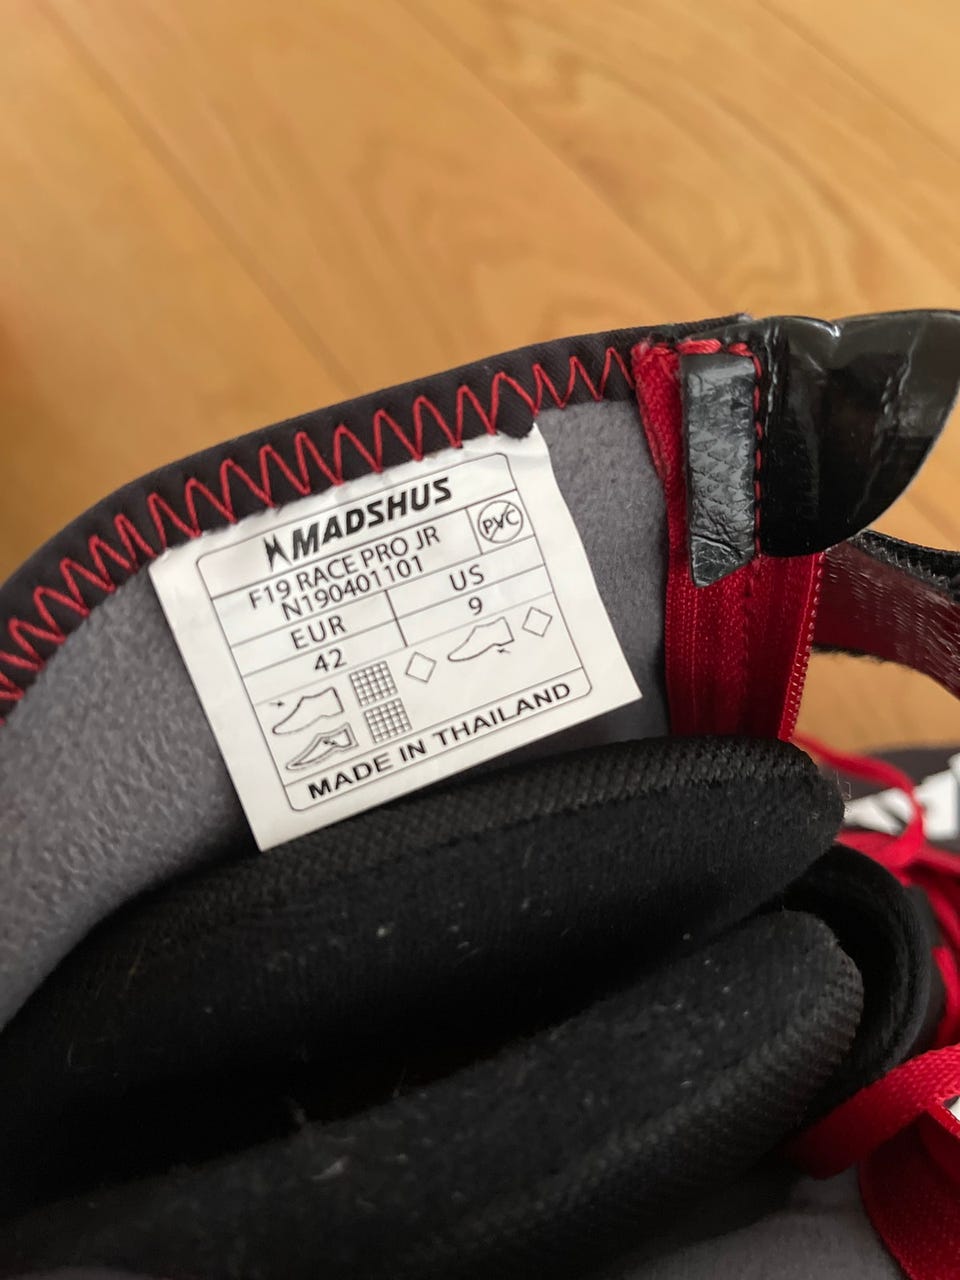 MADSHUS
F19 RACE PRO JR
N190401101
PVC
EUR US
42 9
MADE IN THAILAND